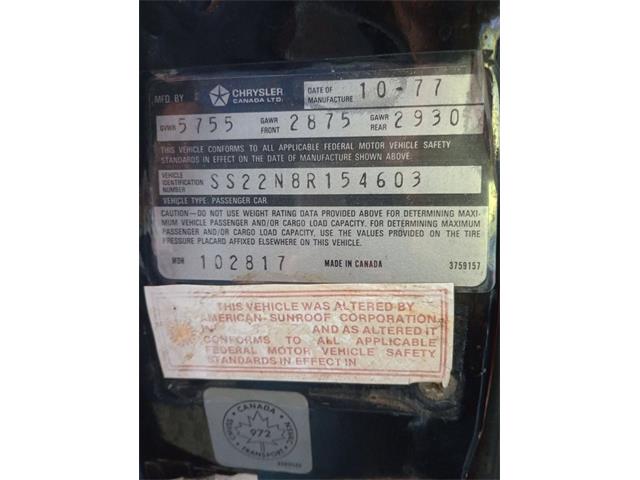 MFD. BY CHRYSLER CANADA LTD. DATE OF MANUFACTURE 10-77
GVWR 5755 GAWR FRONT 2875 GAWR REAR 2930
THIS VEHICLE CONFORMS TO ALL APPLICABLE FEDERAL MOTOR VEHICLE SAFETY
STANDARDS IN EFFECT ON THE DATE OF MANUFACTURE SHOWN ABOVE.
VEHICLE IDENTIFICATION NUMBER SS22N8R154603
VEHICLE TYPE: PASSENGER CAR
CAUTION—DO NOT USE WEIGHT RATING DATA PROVIDED ABOVE FOR DETERMINING MAXI-
MUM VEHICLE PASSENGER AND/OR CARGO LOAD CAPACITY. FOR DETERMINING MAXIMUM
PASSENGER AND/OR CARGO LOAD CAPACITY, USE THE VALUES PROVIDED ON THE TIRE
PRESSURE PLACARD AFFIXED ELSEWHERE ON THIS VEHICLE.
MDH 102817 MADE IN CANADA 3759157
THIS VEHICLE WAS ALTERED BY
AMERICAN-SUNROOF CORPORATION
IN AND AS ALTERED IT
CONFORMS TO ALL APPLICABLE
FEDERAL MOTOR VEHICLE SAFETY
STANDARDS IN EFFECT IN
CANADA
972
TRANSPORT